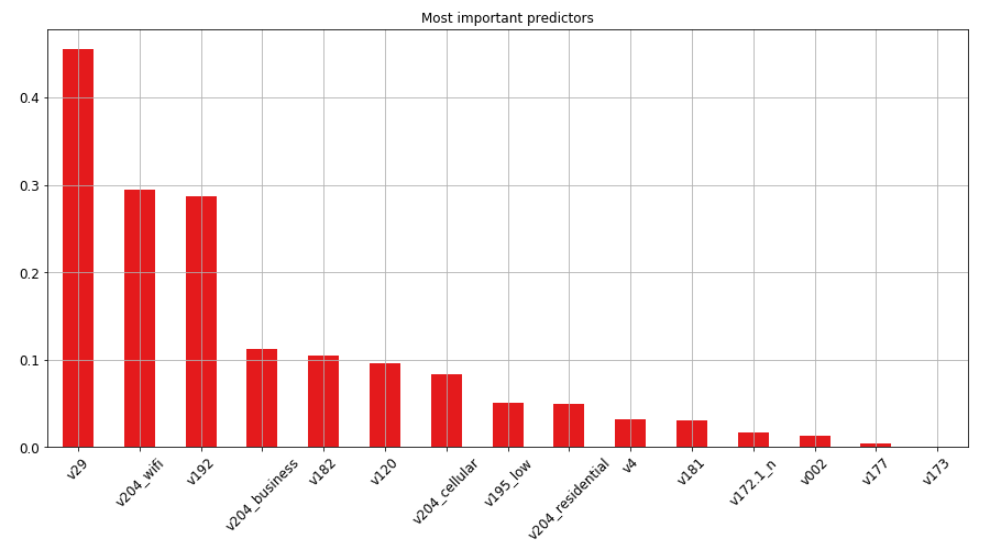 Most important predictors
0.4
0.3
0.2
0.1
0.0
v29
v204_wifi
v192
v204_business
v182
v120
v204_cellular
v195_low
v204_residential
v4
v181
v172.1_n
v002
v177
v173